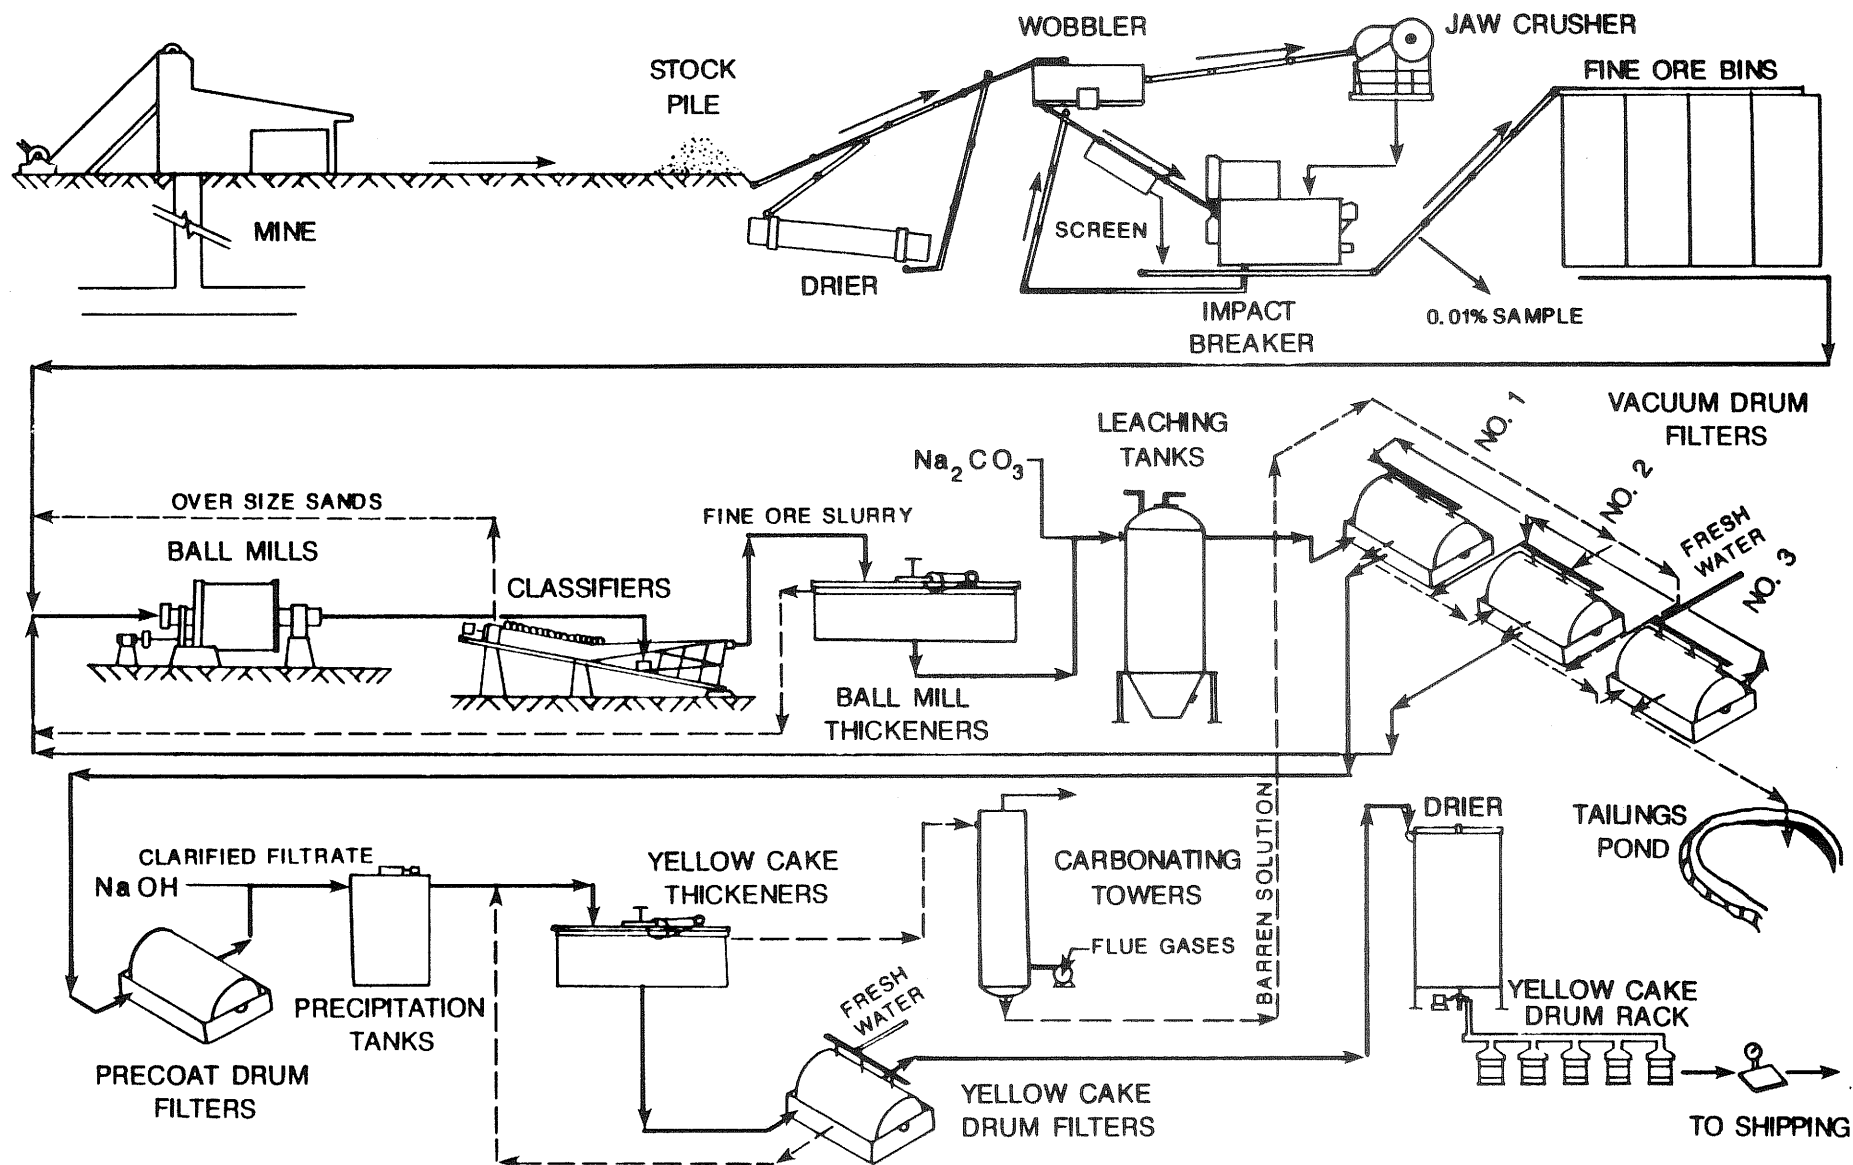 WOBBLER
JAW CRUSHER
STOCK
PILE
FINE ORE BINS
MINE
SCREEN
DRIER
IMPACT
BREAKER
0.01% SAMPLE
VACUUM DRUM
FILTERS
NO. 1
NO. 2
FRESH
WATER
NO. 3
LEACHING
TANKS
Na2CO3
OVER SIZE SANDS
FINE ORE SLURRY
BALL MILLS
CLASSIFIERS
BALL MILL
THICKENERS
TAILINGS
POND
DRIER
BARREN SOLUTION
CLARIFIED FILTRATE
NaOH
YELLOW CAKE
THICKENERS
CARBONATING
TOWERS
FLUE GASES
PRECIPITATION
TANKS
FRESH
WATER
YELLOW CAKE
DRUM RACK
PRECOAT DRUM
FILTERS
YELLOW CAKE
DRUM FILTERS
TO SHIPPING